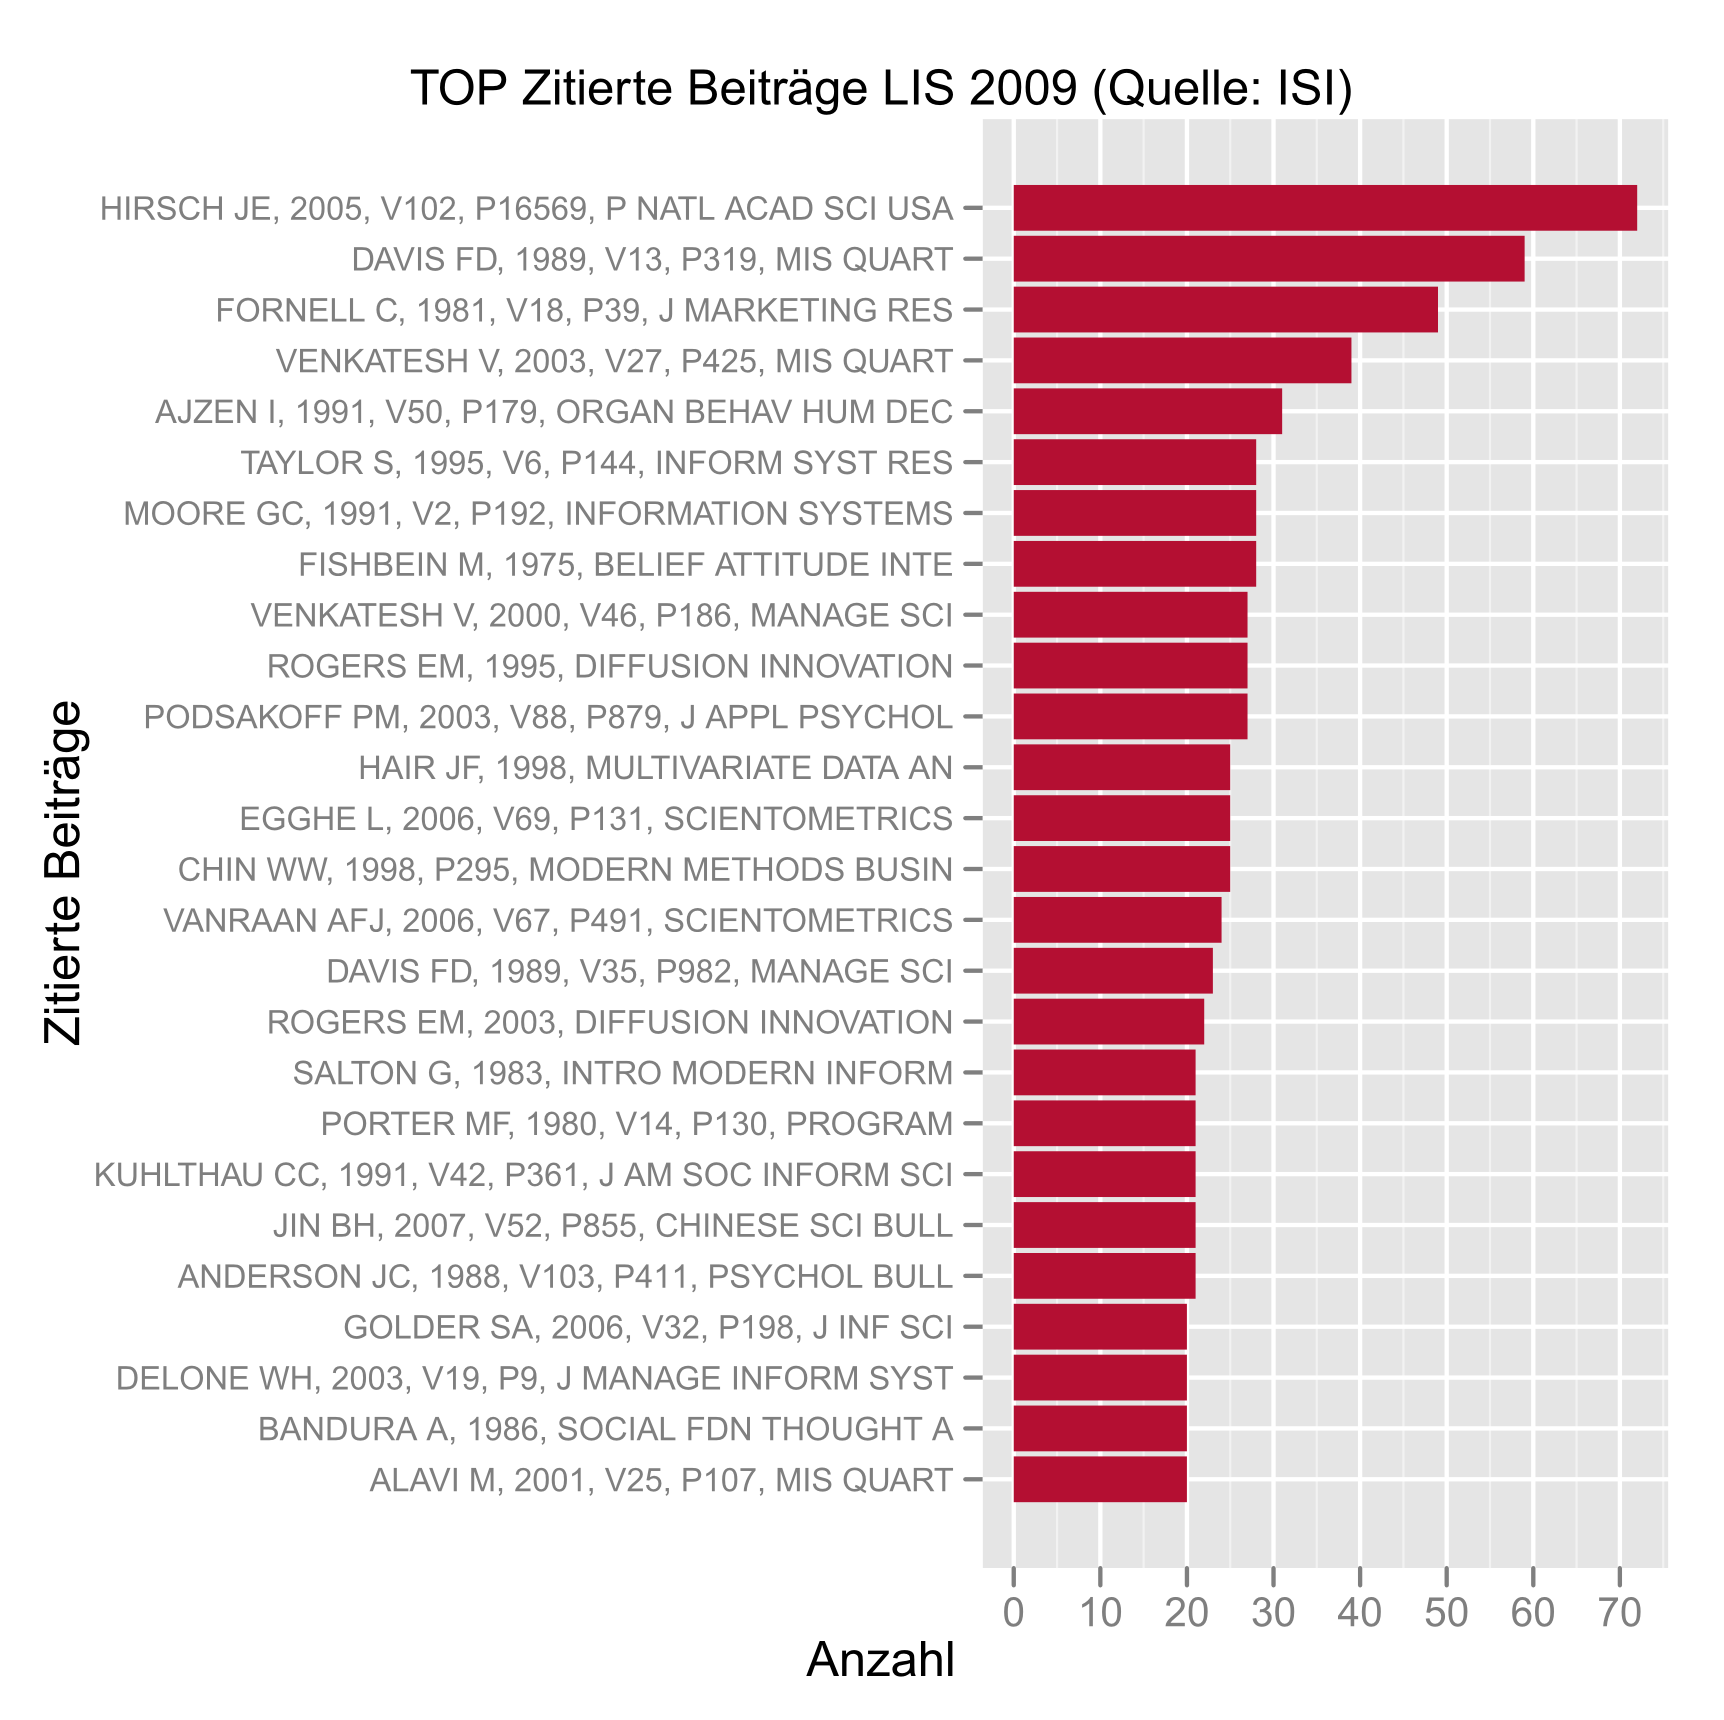 TOP Zitierte Beiträge LIS 2009 (Quelle: ISI)
Zitierte Beiträge
HIRSCH JE, 2005, V102, P16569, P NATL ACAD SCI USA
DAVIS FD, 1989, V13, P319, MIS QUART
FORNELL C, 1981, V18, P39, J MARKETING RES
VENKATESH V, 2003, V27, P425, MIS QUART
AJZEN I, 1991, V50, P179, ORGAN BEHAV HUM DEC
TAYLOR S, 1995, V6, P144, INFORM SYST RES
MOORE GC, 1991, V2, P192, INFORMATION SYSTEMS
FISHBEIN M, 1975, BELIEF ATTITUDE INTE
VENKATESH V, 2000, V46, P186, MANAGE SCI
ROGERS EM, 1995, DIFFUSION INNOVATION
PODSAKOFF PM, 2003, V88, P879, J APPL PSYCHOL
HAIR JF, 1998, MULTIVARIATE DATA AN
EGGHE L, 2006, V69, P131, SCIENTOMETRICS
CHIN WW, 1998, P295, MODERN METHODS BUSIN
VANRAAN AFJ, 2006, V67, P491, SCIENTOMETRICS
DAVIS FD, 1989, V35, P982, MANAGE SCI
ROGERS EM, 2003, DIFFUSION INNOVATION
SALTON G, 1983, INTRO MODERN INFORM
PORTER MF, 1980, V14, P130, PROGRAM
KUHLTHAU CC, 1991, V42, P361, J AM SOC INFORM SCI
JIN BH, 2007, V52, P855, CHINESE SCI BULL
ANDERSON JC, 1988, V103, P411, PSYCHOL BULL
GOLDER SA, 2006, V32, P198, J INF SCI
DELONE WH, 2003, V19, P9, J MANAGE INFORM SYST
BANDURA A, 1986, SOCIAL FDN THOUGHT A
ALAVI M, 2001, V25, P107, MIS QUART
0 10 20 30 40 50 60 70
Anzahl